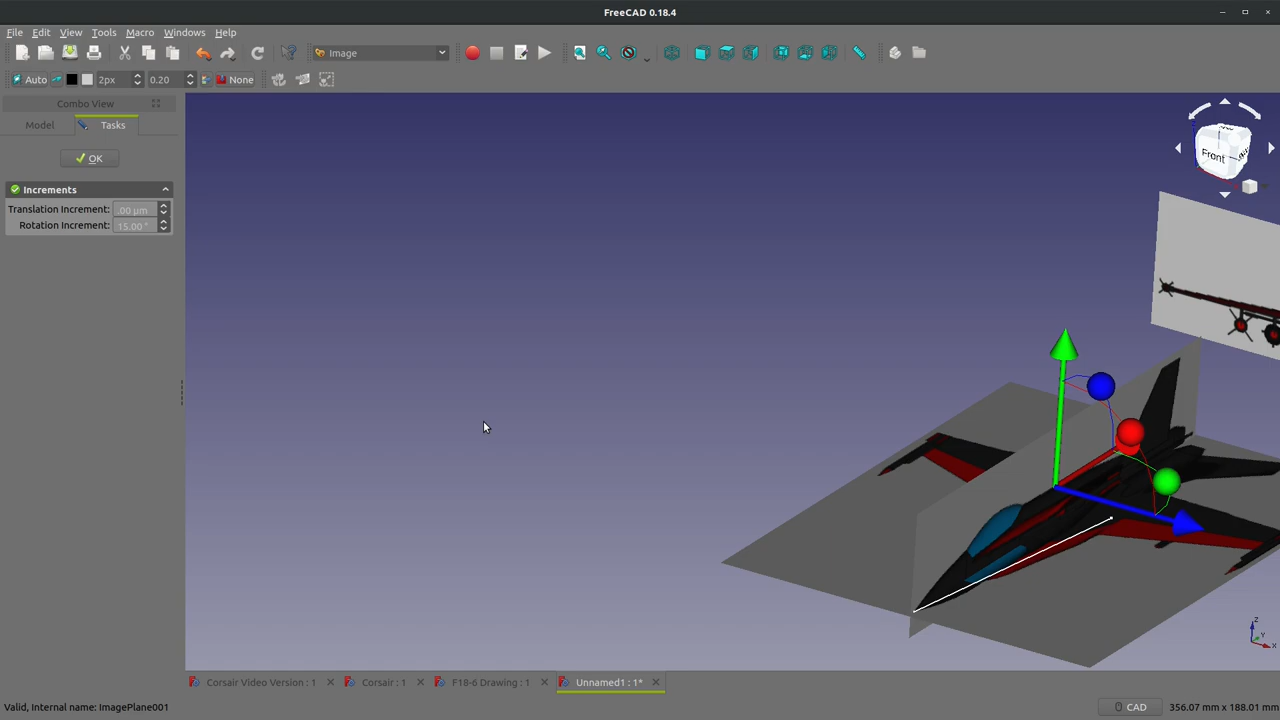 FreeCAD 0.18.4
File Edit View Tools Macro Windows Help
Image
Auto 2px 0.20 None
Combo View
Model Tasks
OK
Increments
Translation Increment: .00 µm
Rotation Increment: 15.00 °
Front
Z
Y
X
Corsair Video Version : 1 Corsair : 1 F18-6 Drawing : 1 Unnamed1 : 1*
Valid, Internal name: ImagePlane001 CAD 356.07 mm x 188.01 mm